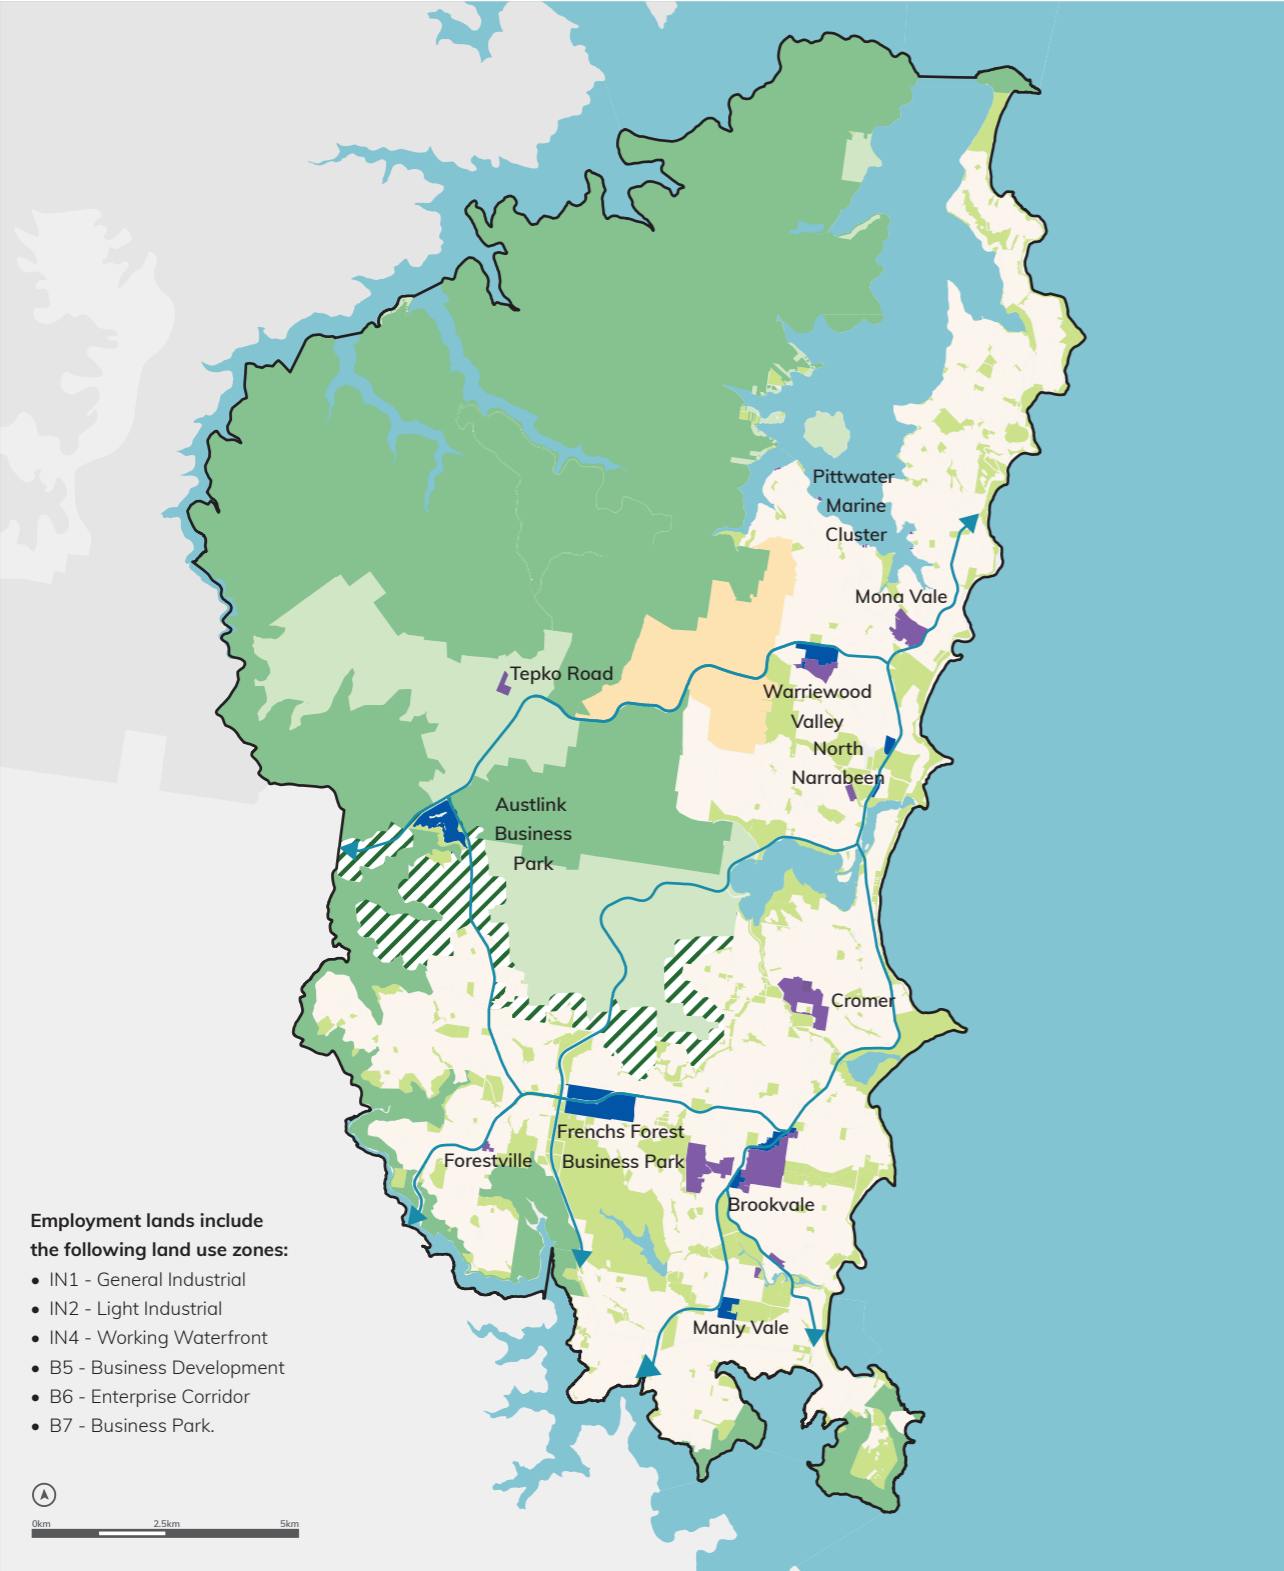 Pittwater
Marine
Cluster
Mona Vale
Tepko Road
Warriewood
Valley
North
Narrabeen
Austlink
Business
Park
Cromer
Frenchs Forest
Business Park
Forestville
Brookvale
Manly Vale
Employment lands include
the following land use zones:
• IN1 - General Industrial
• IN2 - Light Industrial
• IN4 - Working Waterfront
• B5 - Business Development
• B6 - Enterprise Corridor
• B7 - Business Park.
0km 2.5km 5km